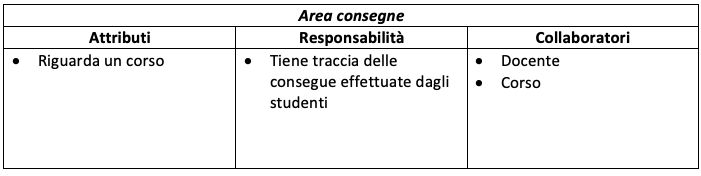 Area consegne
Attributi
Responsabilità
Collaboratori
• Riguarda un corso
• Tiene traccia delle
consegue effettuate dagli
studenti
• Docente
• Corso